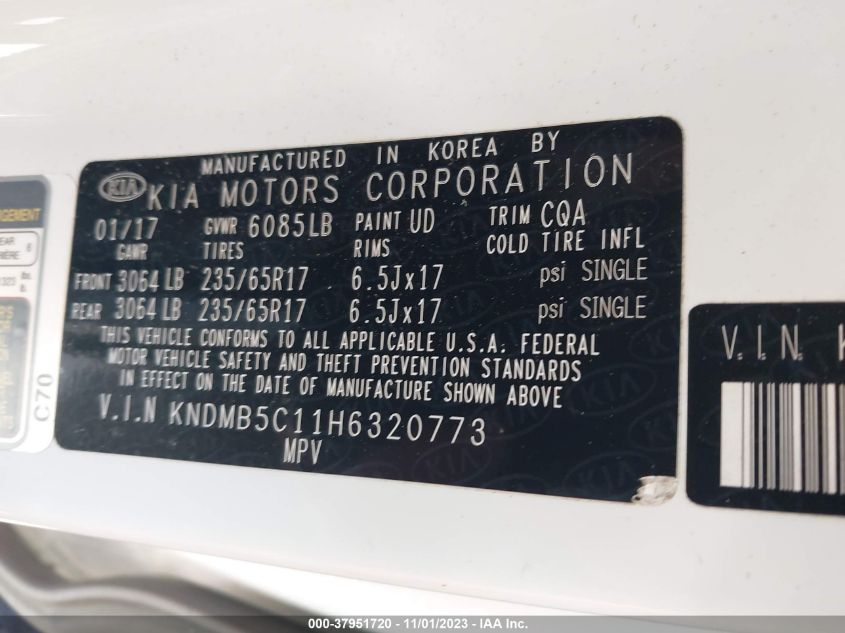 MANUFACTURED IN KOREA BY
KIA KIA MOTORS CORPORATION
01/17 GVWR 6085LB PAINT UD TRIM CQA
GAWR TIRES RIMS COLD TIRE INFL
FRONT 3064 LB 235/65R17 6.5Jx17 psi SINGLE
REAR 3064 LB 235/65R17 6.5Jx17 psi SINGLE
THIS VEHICLE CONFORMS TO ALL APPLICABLE U.S.A. FEDERAL
MOTOR VEHICLE SAFETY AND THEFT PREVENTION STANDARDS
IN EFFECT ON THE DATE OF MANUFACTURE SHOWN ABOVE
V.I.N KNDMB5C11H6320773
MPV
C70
V.I.N. K
000-37951720 - 11/01/2023 - IAA Inc.